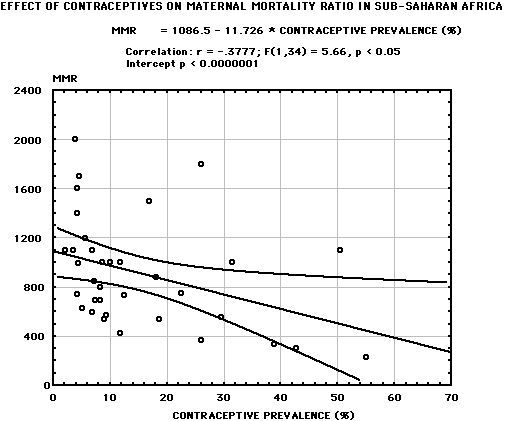 EFFECT OF CONTRACEPTIVES ON MATERNAL MORTALITY RATIO IN SUB-SAHARAN AFRICA
MMR = 1086.5 - 11.726 * CONTRACEPTIVE PREVALENCE (%)
Correlation: r = -.3777; F(1,34) = 5.66, p < 0.05
Intercept p < 0.0000001
MMR
2400
2000
1600
1200
800
400
0
0 10 20 30 40 50 60 70
CONTRACEPTIVE PREVALENCE (%)